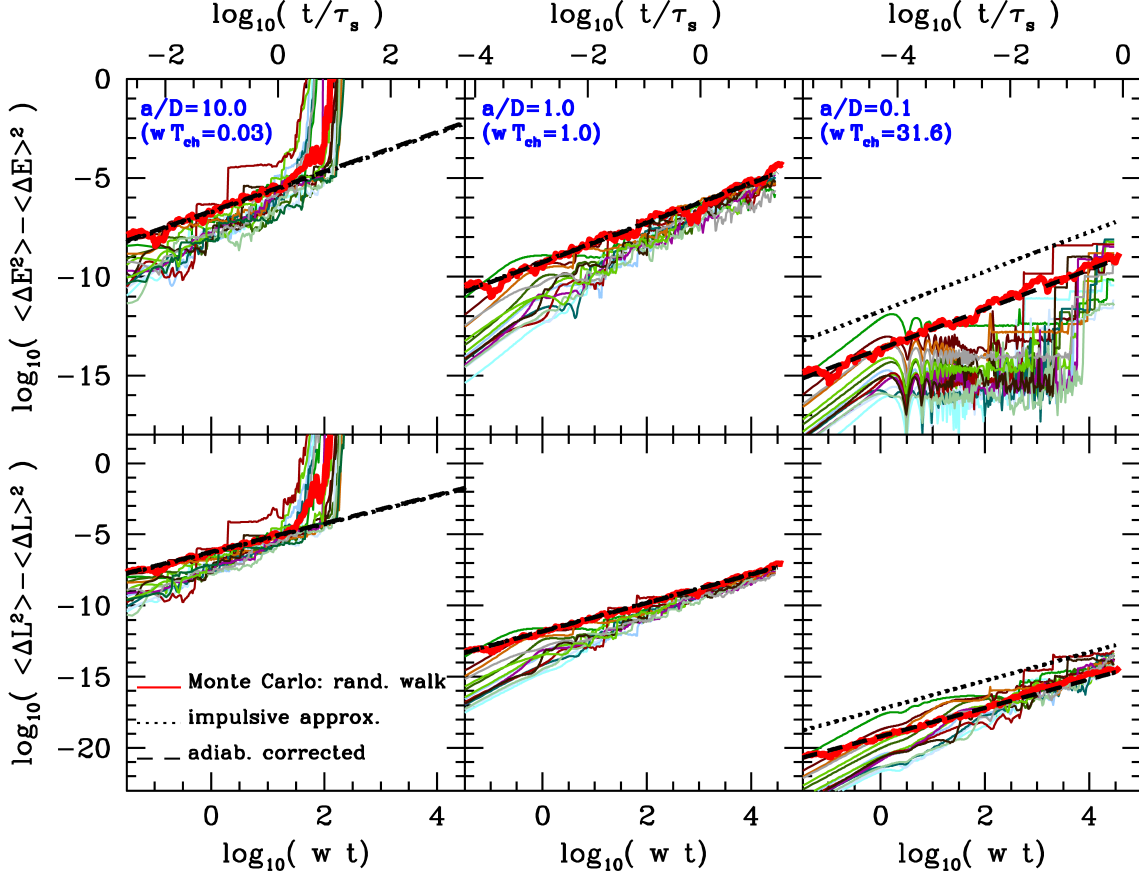 log10( t/τs )
log10( t/τs )
log10( t/τs )
−2 0 2
−4 −2 0
−4 −2 0
log10( <ΔE²>−<ΔE>² )
0
−5
−10
−15
a/D=10.0
(wTch=0.03)
a/D=1.0
(wTch=1.0)
a/D=0.1
(wTch=31.6)
log10( <ΔL²>−<ΔL>² )
0
−5
−10
−15
−20
Monte Carlo: rand. walk
impulsive approx.
adiab. corrected
0 2 4
0 2 4
0 2 4
log10( w t)
log10( w t)
log10( w t)